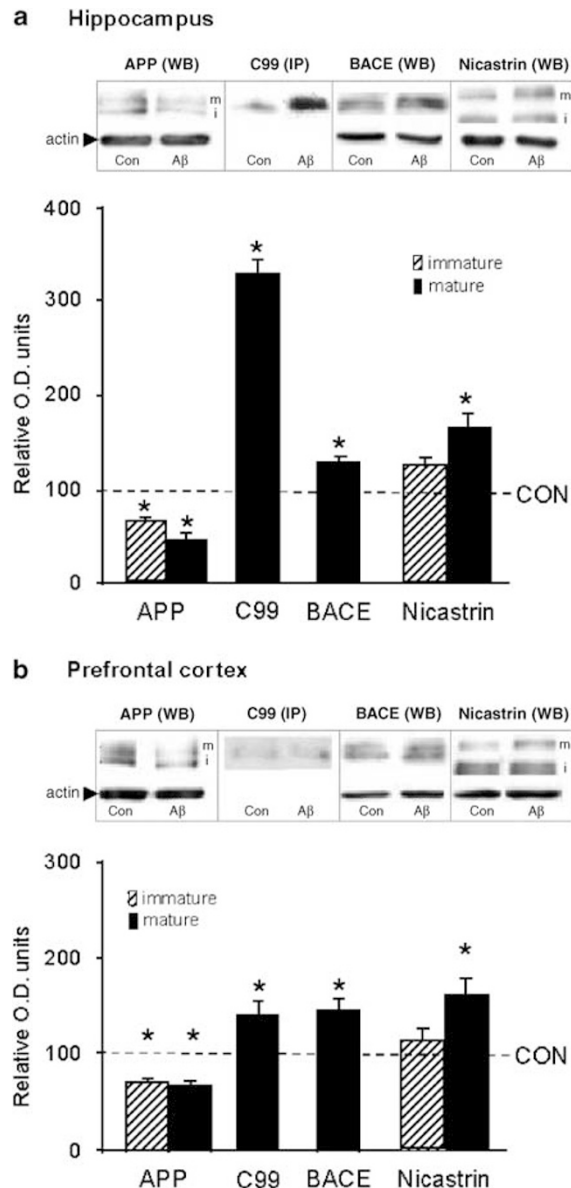 a Hippocampus
APP (WB) C99 (IP) BACE (WB) Nicastrin (WB)
m
i
actin
Con Aβ Con Aβ Con Aβ Con Aβ
m
i
400
300
200
100
0
Relative O.D. units
* * * * *
immature
mature
CON
APP C99 BACE Nicastrin
b Prefrontal cortex
APP (WB) C99 (IP) BACE (WB) Nicastrin (WB)
m
i
actin
Con Aβ Con Aβ Con Aβ Con Aβ
m
i
300
200
100
0
Relative O.D. units
immature
mature
* * * * *
CON
APP C99 BACE Nicastrin